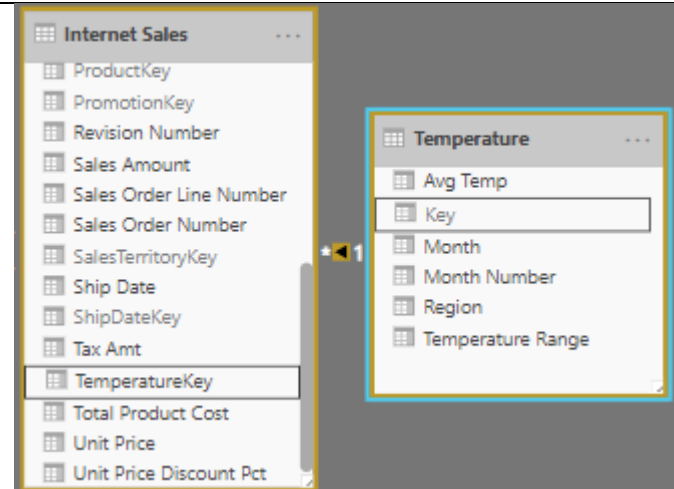 Internet Sales ...
ProductKey
PromotionKey
Revision Number
Sales Amount
Sales Order Line Number
Sales Order Number
SalesTerritoryKey
Ship Date
ShipDateKey
Tax Amt
TemperatureKey
Total Product Cost
Unit Price
Unit Price Discount Pct
* 1
Temperature ...
Avg Temp
Key
Month
Month Number
Region
Temperature Range